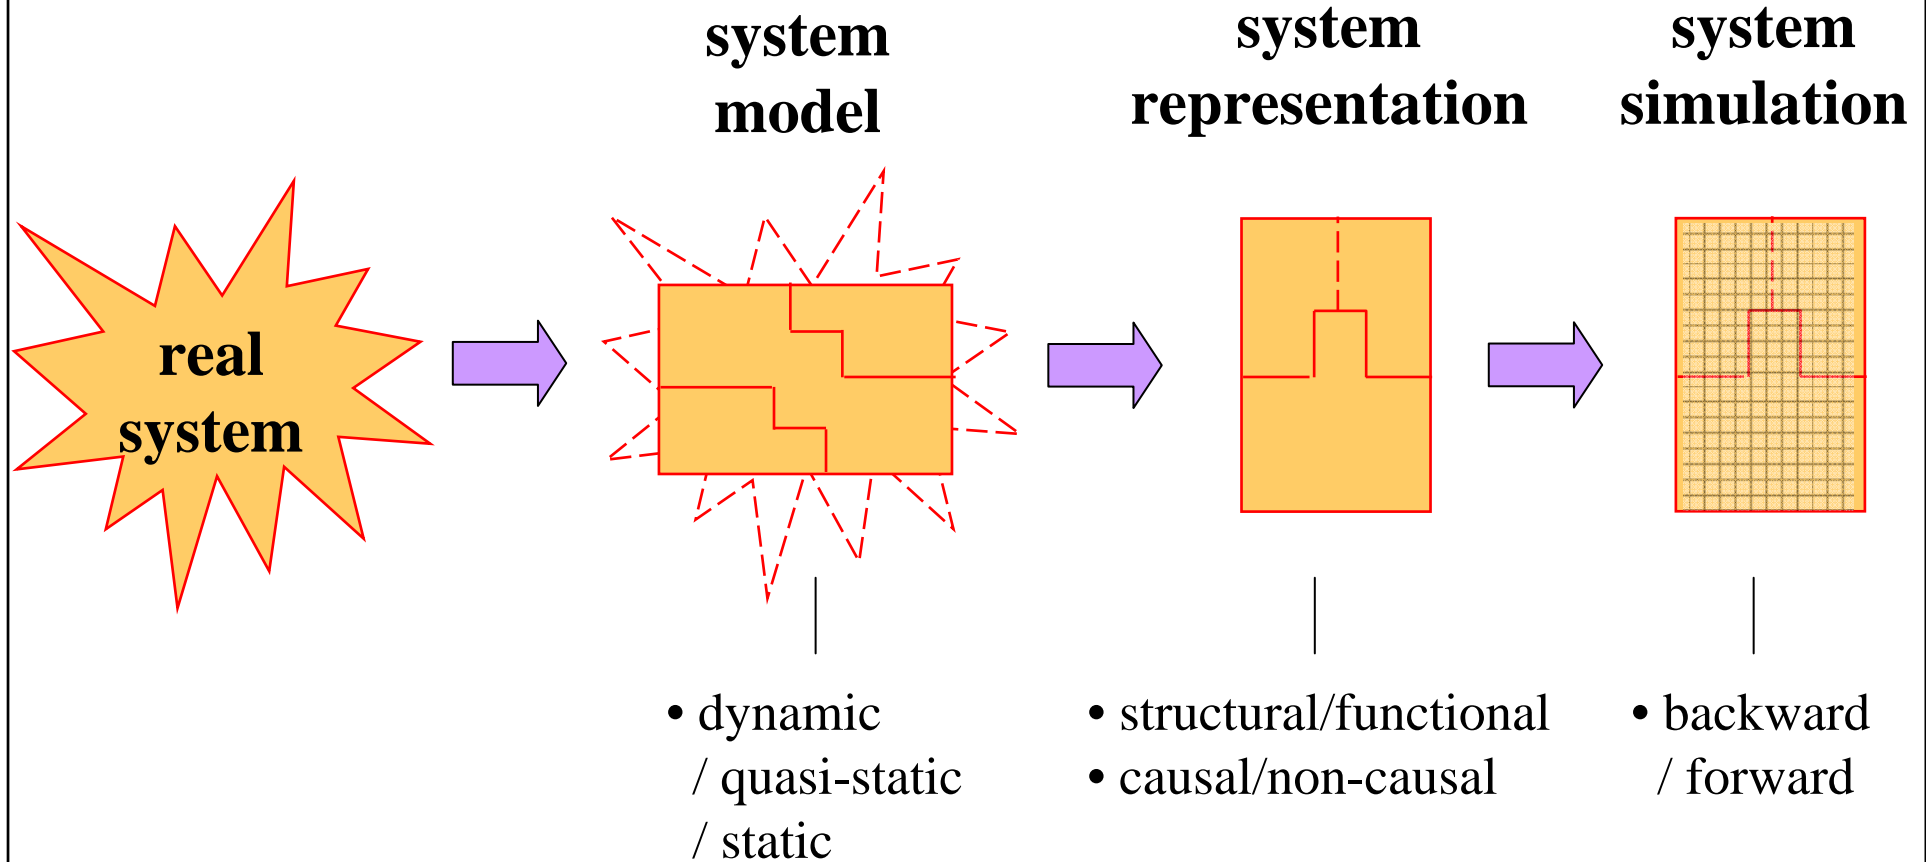 system
model
system
representation
system
simulation
real
system
• dynamic
/ quasi-static
/ static
• structural/functional
• causal/non-causal
• backward
/ forward